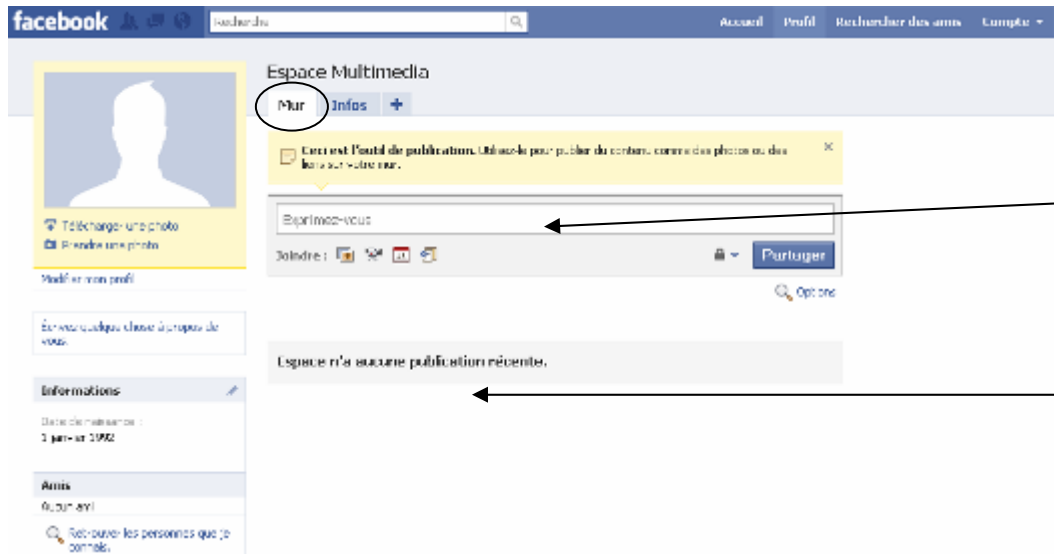 facebook
Recherche
Accueil Profil Rechercher des amis Compte
Espace Multimedia
Mur Infos +
Ceci est l'outil de publication. Utilisez-le pour publier du contenu comme des photos ou des
liens sur votre mur.
Exprimez-vous
Joindre :
Partager
Options
Espace n'a aucune publication récente.
Télécharger une photo
Prendre une photo
Modifier mon profil
Écrivez quelque chose à propos de
vous.
Informations
Date de naissance :
1 janvier 1992
Amis
Aucun ami
Retrouver les personnes que je
connais.